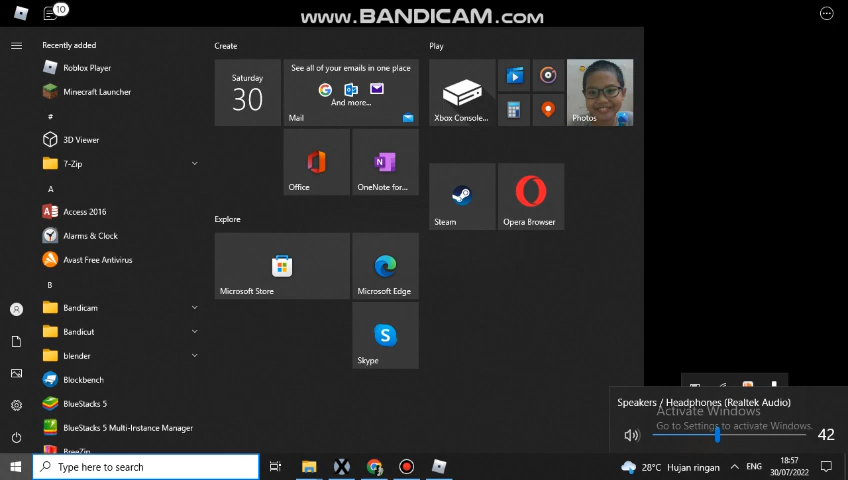 10
www.BANDICAM.com
Recently added
Roblox Player
Minecraft Launcher
#
3D Viewer
7-Zip
A
Access 2016
Alarms & Clock
Avast Free Antivirus
B
Bandicam
Bandicut
blender
Blockbench
BlueStacks 5
BlueStacks 5 Multi-Instance Manager
BreeZip
Create
Saturday
30
See all of your emails in one place
And more...
Mail
Office
OneNote for...
Explore
Microsoft Store
Microsoft Edge
Skype
Play
Xbox Console...
Photos
Steam
Opera Browser
Speakers / Headphones (Realtek Audio)
Activate Windows
Go to Settings to activate Windows.
42
Type here to search
28°C Hujan ringan
ENG
18:57
30/07/2022